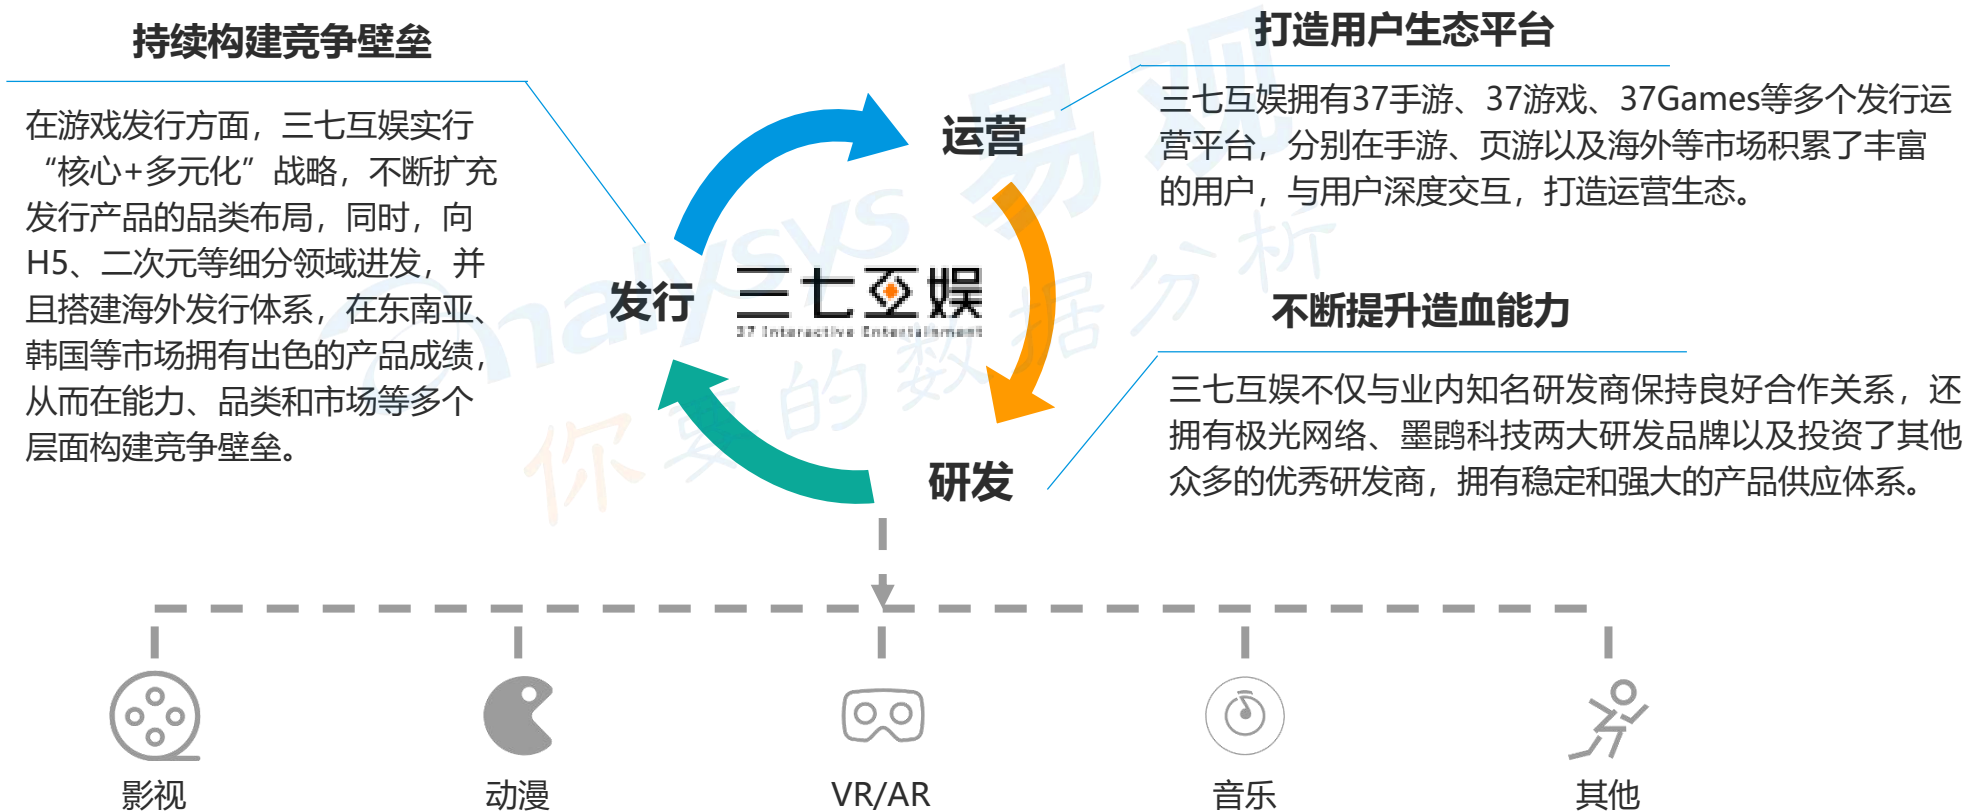 持续构建竞争壁垒
在游戏发行方面，三七互娱实行
“核心+多元化”战略，不断扩充
发行产品的品类布局，同时，向
H5、二次元等细分领域进发，并
且搭建海外发行体系，在东南亚、
韩国等市场拥有出色的产品成绩，
从而在能力、品类和市场等多个
层面构建竞争壁垒。
打造用户生态平台
三七互娱拥有37手游、37游戏、37Games等多个发行运
营平台，分别在手游、页游以及海外等市场积累了丰富
的用户，与用户深度交互，打造运营生态。
不断提升造血能力
三七互娱不仅与业内知名研发商保持良好合作关系，还
拥有极光网络、墨鹍科技两大研发品牌以及投资了其他
众多的优秀研发商，拥有稳定和强大的产品供应体系。
运营
发行
研发
三七互娱
37 Interactive Entertainment
analysys 易观
你要的数据分析
影视
动漫
VR/AR
音乐
其他